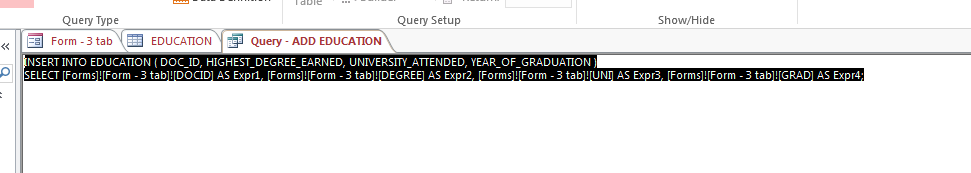 Table
Query Type
Query Setup
Show/Hide
Form - 3 tab
EDUCATION
Query - ADD EDUCATION
INSERT INTO EDUCATION ( DOC_ID, HIGHEST_DEGREE_EARNED, UNIVERSITY_ATTENDED, YEAR_OF_GRADUATION )
SELECT [Forms]![Form - 3 tab]![DOCID] AS Expr1, [Forms]![Form - 3 tab]![DEGREE] AS Expr2, [Forms]![Form - 3 tab]![UNI] AS Expr3, [Forms]![Form - 3 tab]![GRAD] AS Expr4;